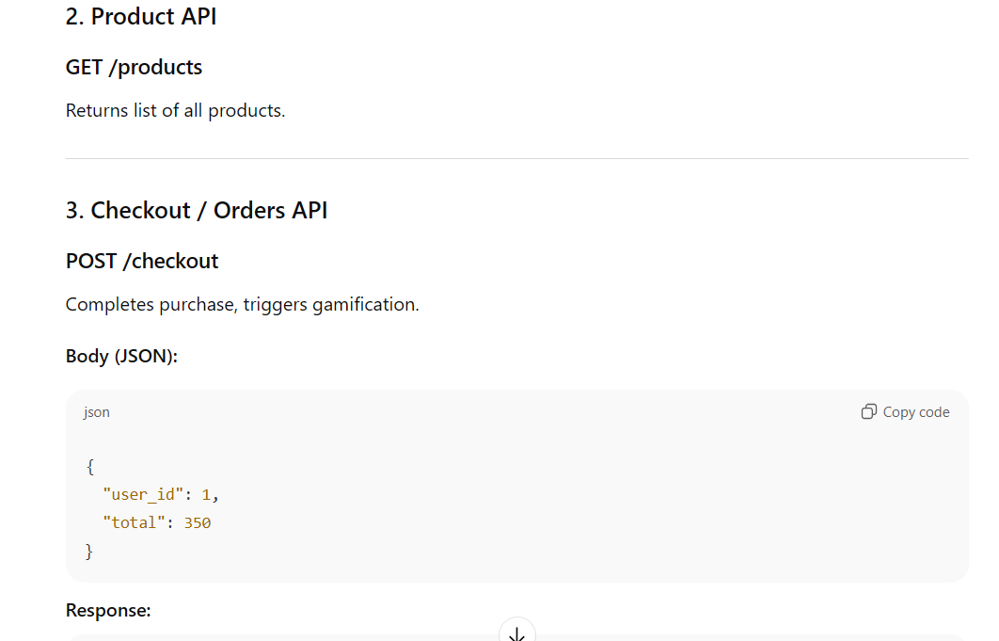 2. Product API
GET /products
Returns list of all products.
3. Checkout / Orders API
POST /checkout
Completes purchase, triggers gamification.
Body (JSON):
json
Copy code
{
"user_id": 1,
"total": 350
}
Response: